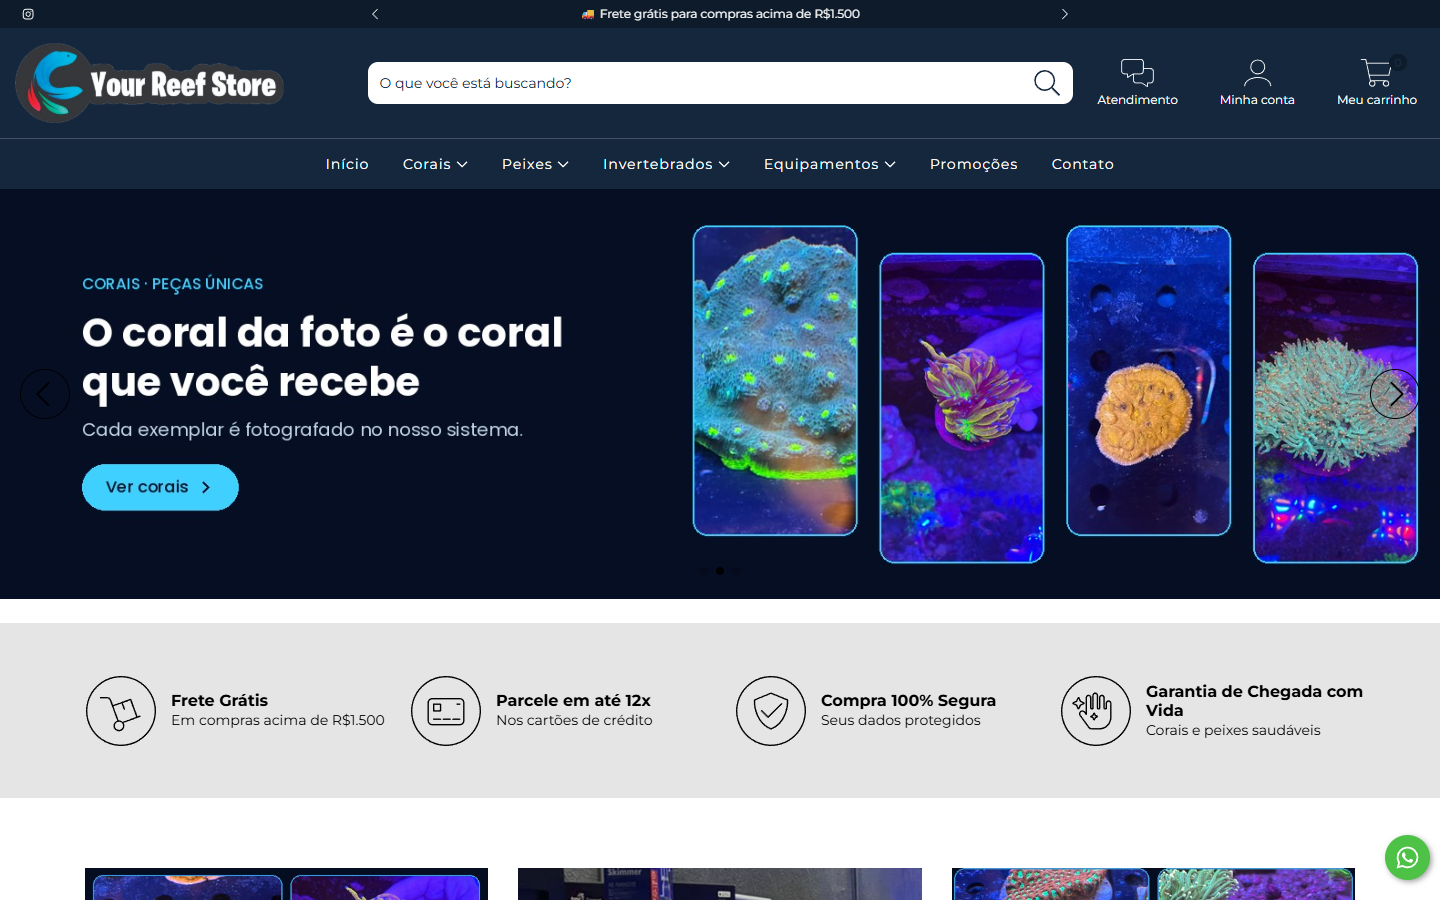 Frete grátis para compras acima de R$1.500
Your Reef Store
O que você está buscando?
Atendimento
Minha conta
0
Meu carrinho
Início
Corais
Peixes
Invertebrados
Equipamentos
Promoções
Contato
CORAIS · PEÇAS ÚNICAS
O coral da foto é o coral
que você recebe
Cada exemplar é fotografado no nosso sistema.
Ver corais
Frete Grátis
Em compras acima de R$1.500
Parcele em até 12x
Nos cartões de crédito
Compra 100% Segura
Seus dados protegidos
Garantia de Chegada com
Vida
Corais e peixes saudáveis
Skimmer